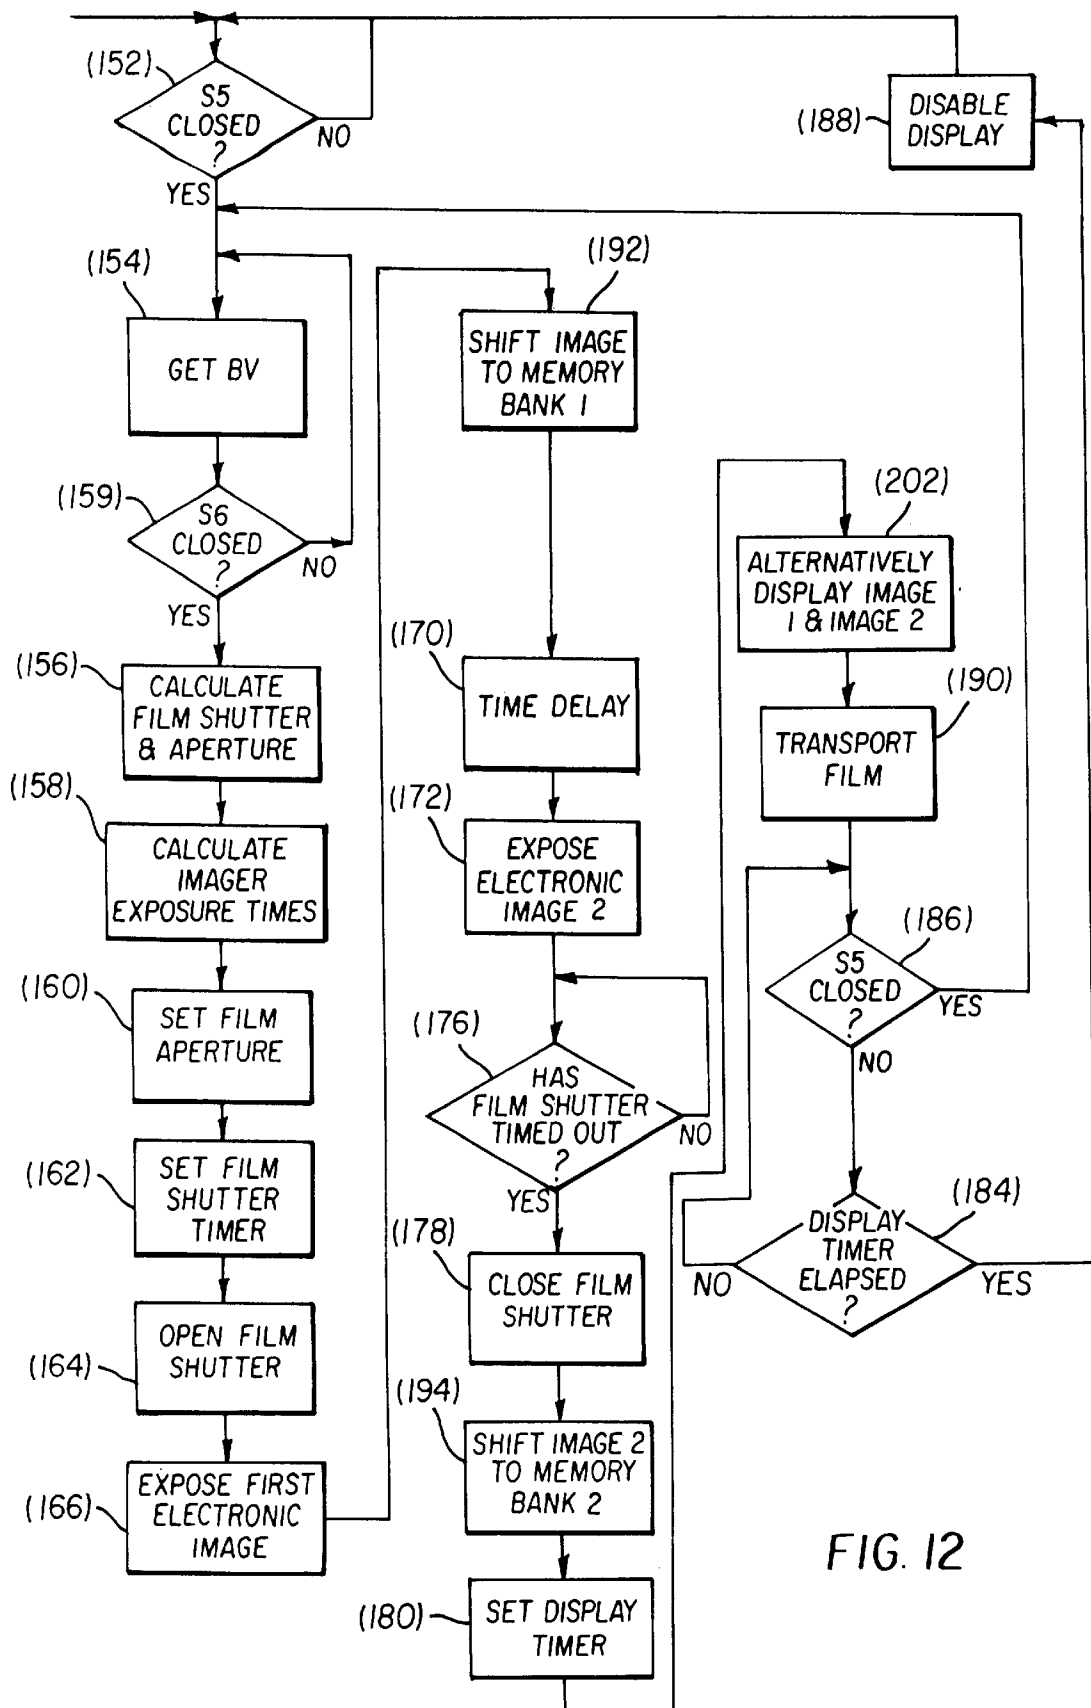 (152)
S5
CLOSED
?
NO
YES
(154)
GET BV
(159)
S6
CLOSED
?
NO
YES
(156)
CALCULATE
FILM SHUTTER
& APERTURE
(158)
CALCULATE
IMAGER
EXPOSURE TIMES
(160)
SET FILM
APERTURE
(162)
SET FILM
SHUTTER
TIMER
(164)
OPEN FILM
SHUTTER
(166)
EXPOSE FIRST
ELECTRONIC
IMAGE
(192)
SHIFT IMAGE
TO MEMORY
BANK 1
(170)
TIME DELAY
(172)
EXPOSE
ELECTRONIC
IMAGE 2
(176)
HAS
FILM SHUTTER
TIMED OUT
?
NO
YES
(178)
CLOSE FILM
SHUTTER
(194)
SHIFT IMAGE 2
TO MEMORY
BANK 2
(180)
SET DISPLAY
TIMER
(202)
ALTERNATIVELY
DISPLAY IMAGE
1 & IMAGE 2
(190)
TRANSPORT
FILM
(186)
S5
CLOSED
?
YES
NO
(184)
DISPLAY
TIMER
ELAPSED
?
NO
YES
(188)
DISABLE
DISPLAY
FIG. 12